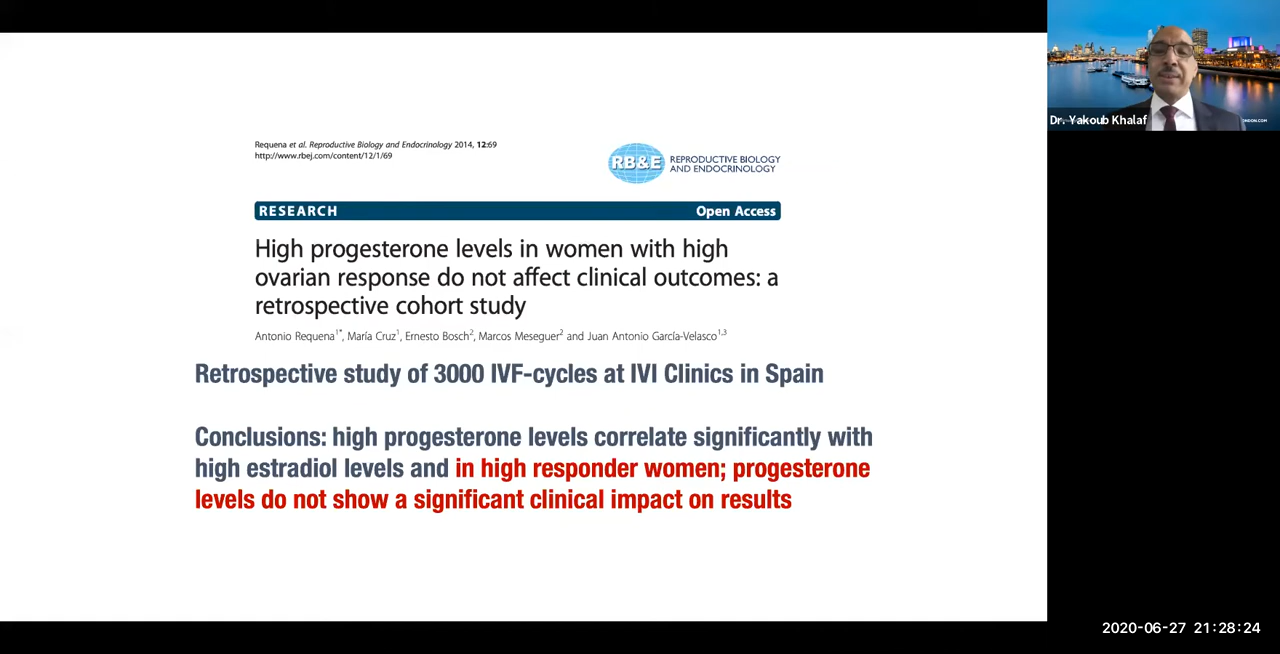 Requena et al. Reproductive Biology and Endocrinology 2014, 12:69
http://www.rbej.com/content/12/1/69
RB&E
REPRODUCTIVE BIOLOGY
AND ENDOCRINOLOGY
RESEARCH
Open Access
High progesterone levels in women with high
ovarian response do not affect clinical outcomes: a
retrospective cohort study
Antonio Requena1*, María Cruz1, Ernesto Bosch2, Marcos Meseguer2 and Juan Antonio García-Velasco1,3
Retrospective study of 3000 IVF-cycles at IVI Clinics in Spain
Conclusions: high progesterone levels correlate significantly with
high estradiol levels and in high responder women; progesterone
levels do not show a significant clinical impact on results
Dr. Yakoub Khalaf
2020-06-27 21:28:24